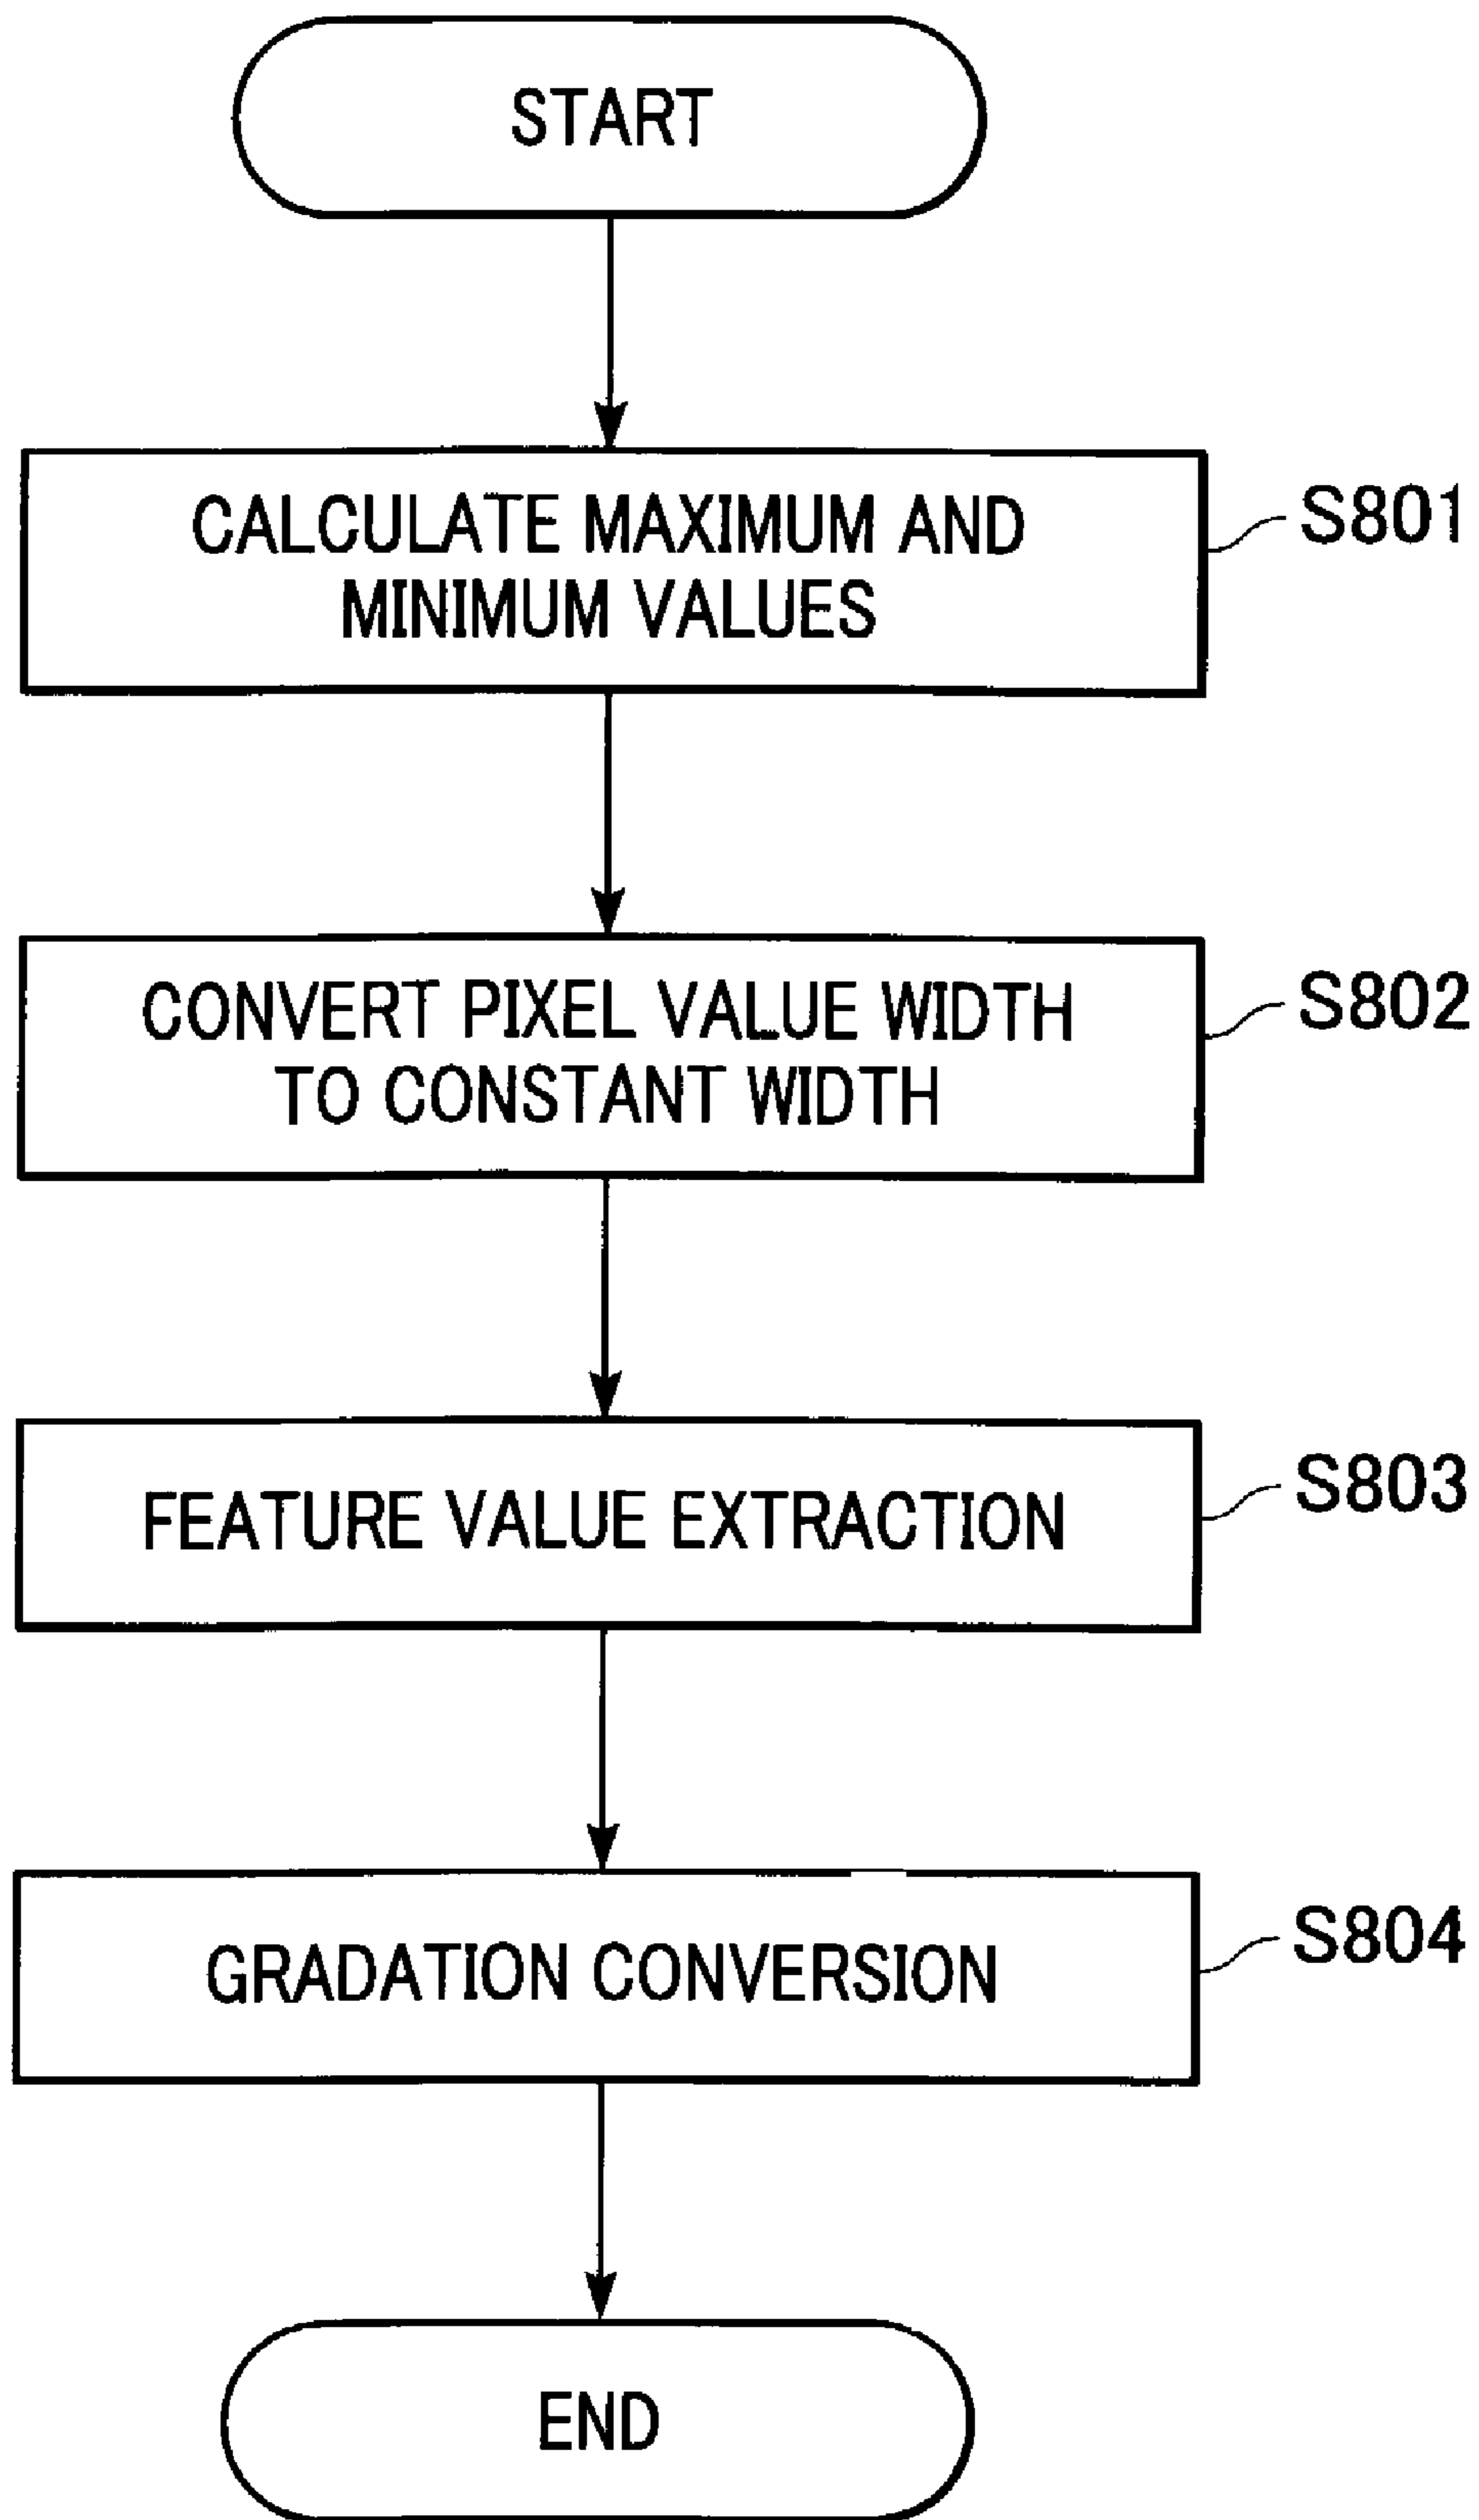 START
CALCULATE MAXIMUM AND
MINIMUM VALUES
S801
CONVERT PIXEL VALUE WIDTH
TO CONSTANT WIDTH
S802
FEATURE VALUE EXTRACTION
S803
GRADATION CONVERSION
S804
END